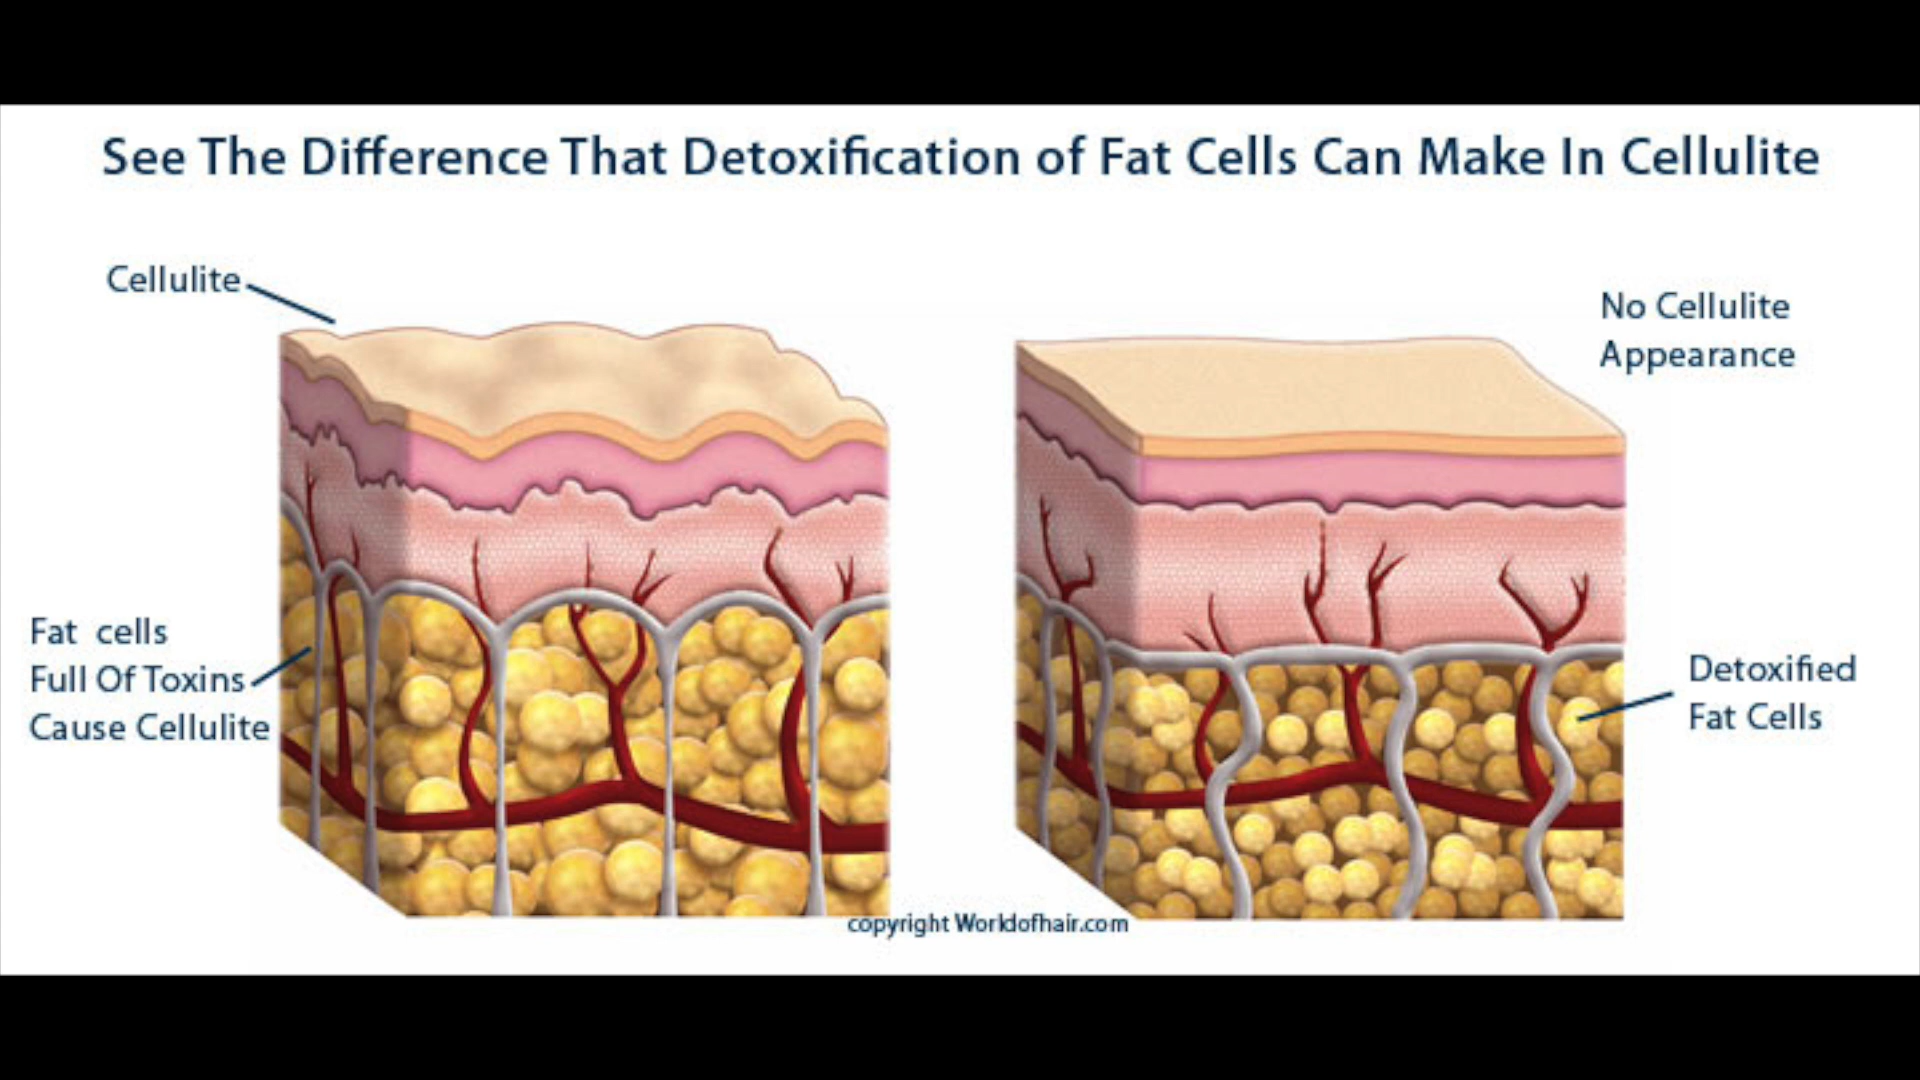 See The Difference That Detoxification of Fat Cells Can Make In Cellulite
Cellulite
No Cellulite
Appearance
Fat cells
Full Of Toxins
Cause Cellulite
Detoxified
Fat Cells
copyright Worldofhair.com